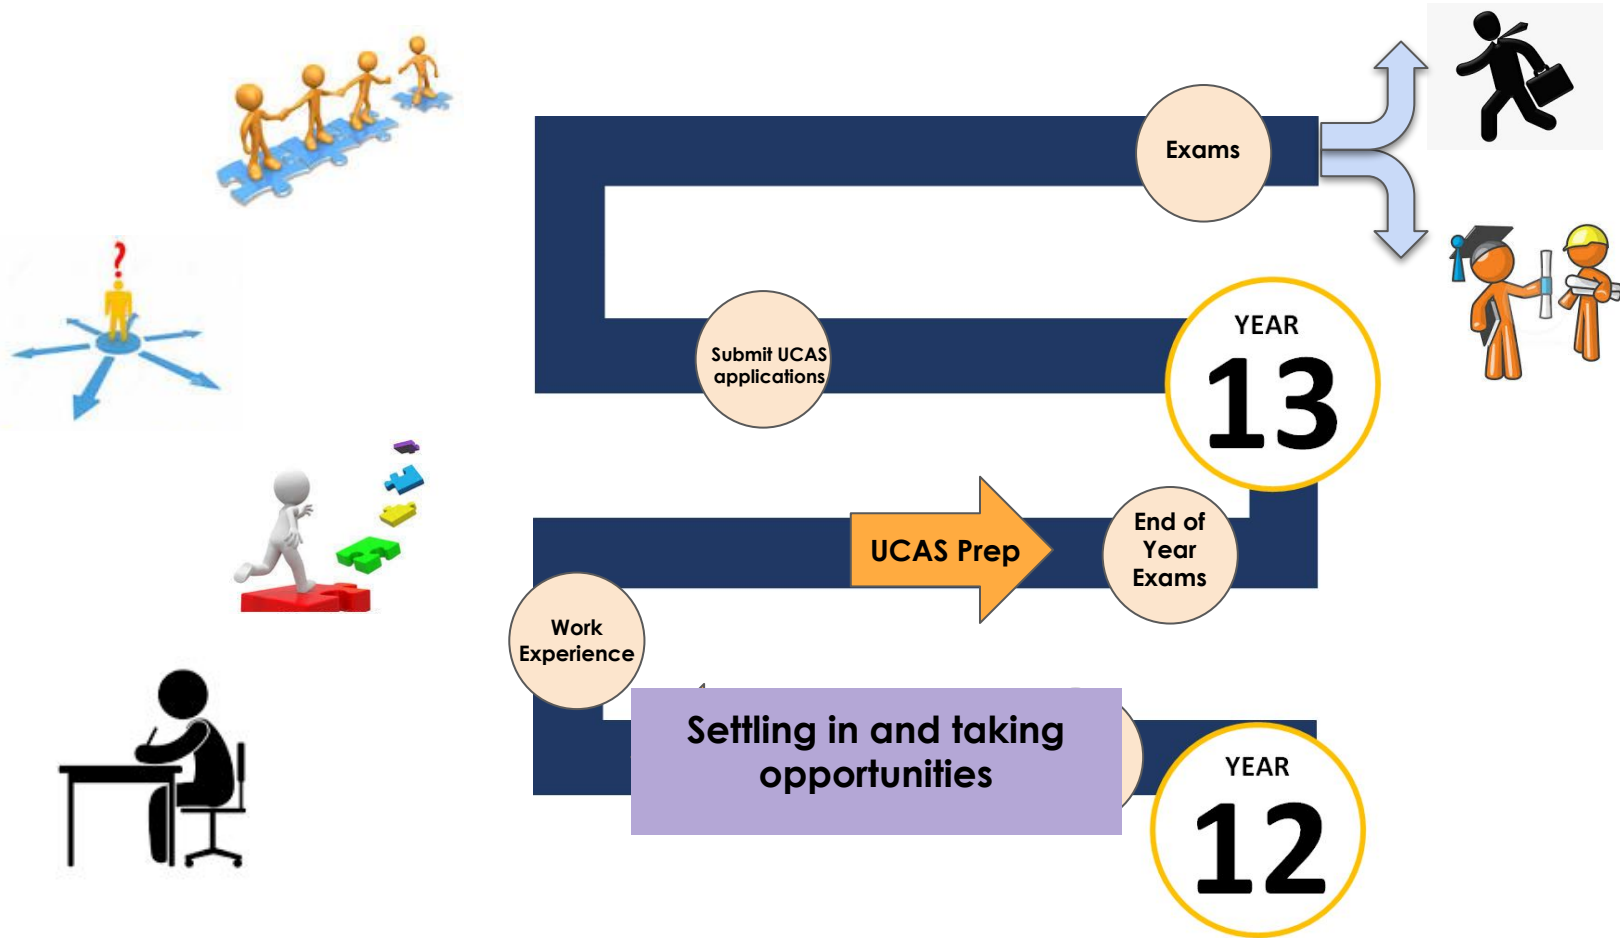 Exams
YEAR
13
Submit UCAS
applications
UCAS Prep
End of
Year
Exams
Work
Experience
Settling in and taking
opportunities
YEAR
12
?